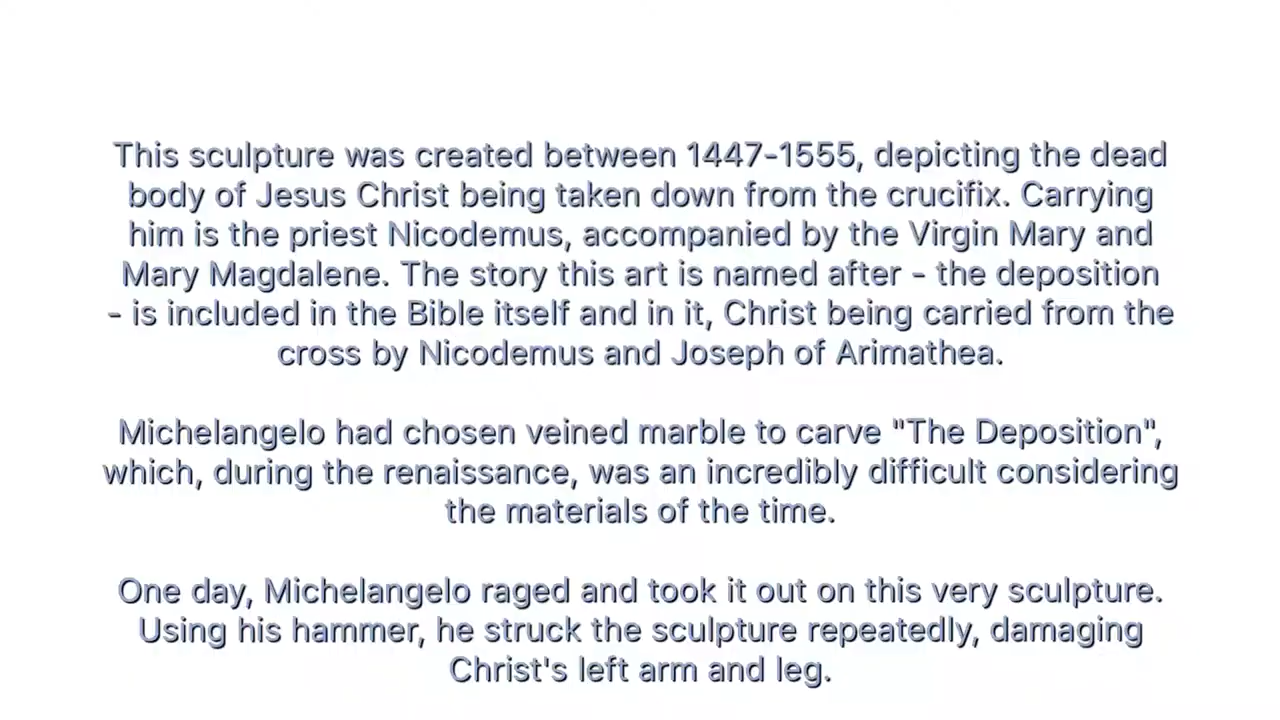 This sculpture was created between 1447-1555, depicting the dead
body of Jesus Christ being taken down from the crucifix. Carrying
him is the priest Nicodemus, accompanied by the Virgin Mary and
Mary Magdalene. The story this art is named after - the deposition
- is included in the Bible itself and in it, Christ being carried from the
cross by Nicodemus and Joseph of Arimathea.
Michelangelo had chosen veined marble to carve "The Deposition",
which, during the renaissance, was an incredibly difficult considering
the materials of the time.
One day, Michelangelo raged and took it out on this very sculpture.
Using his hammer, he struck the sculpture repeatedly, damaging
Christ's left arm and leg.